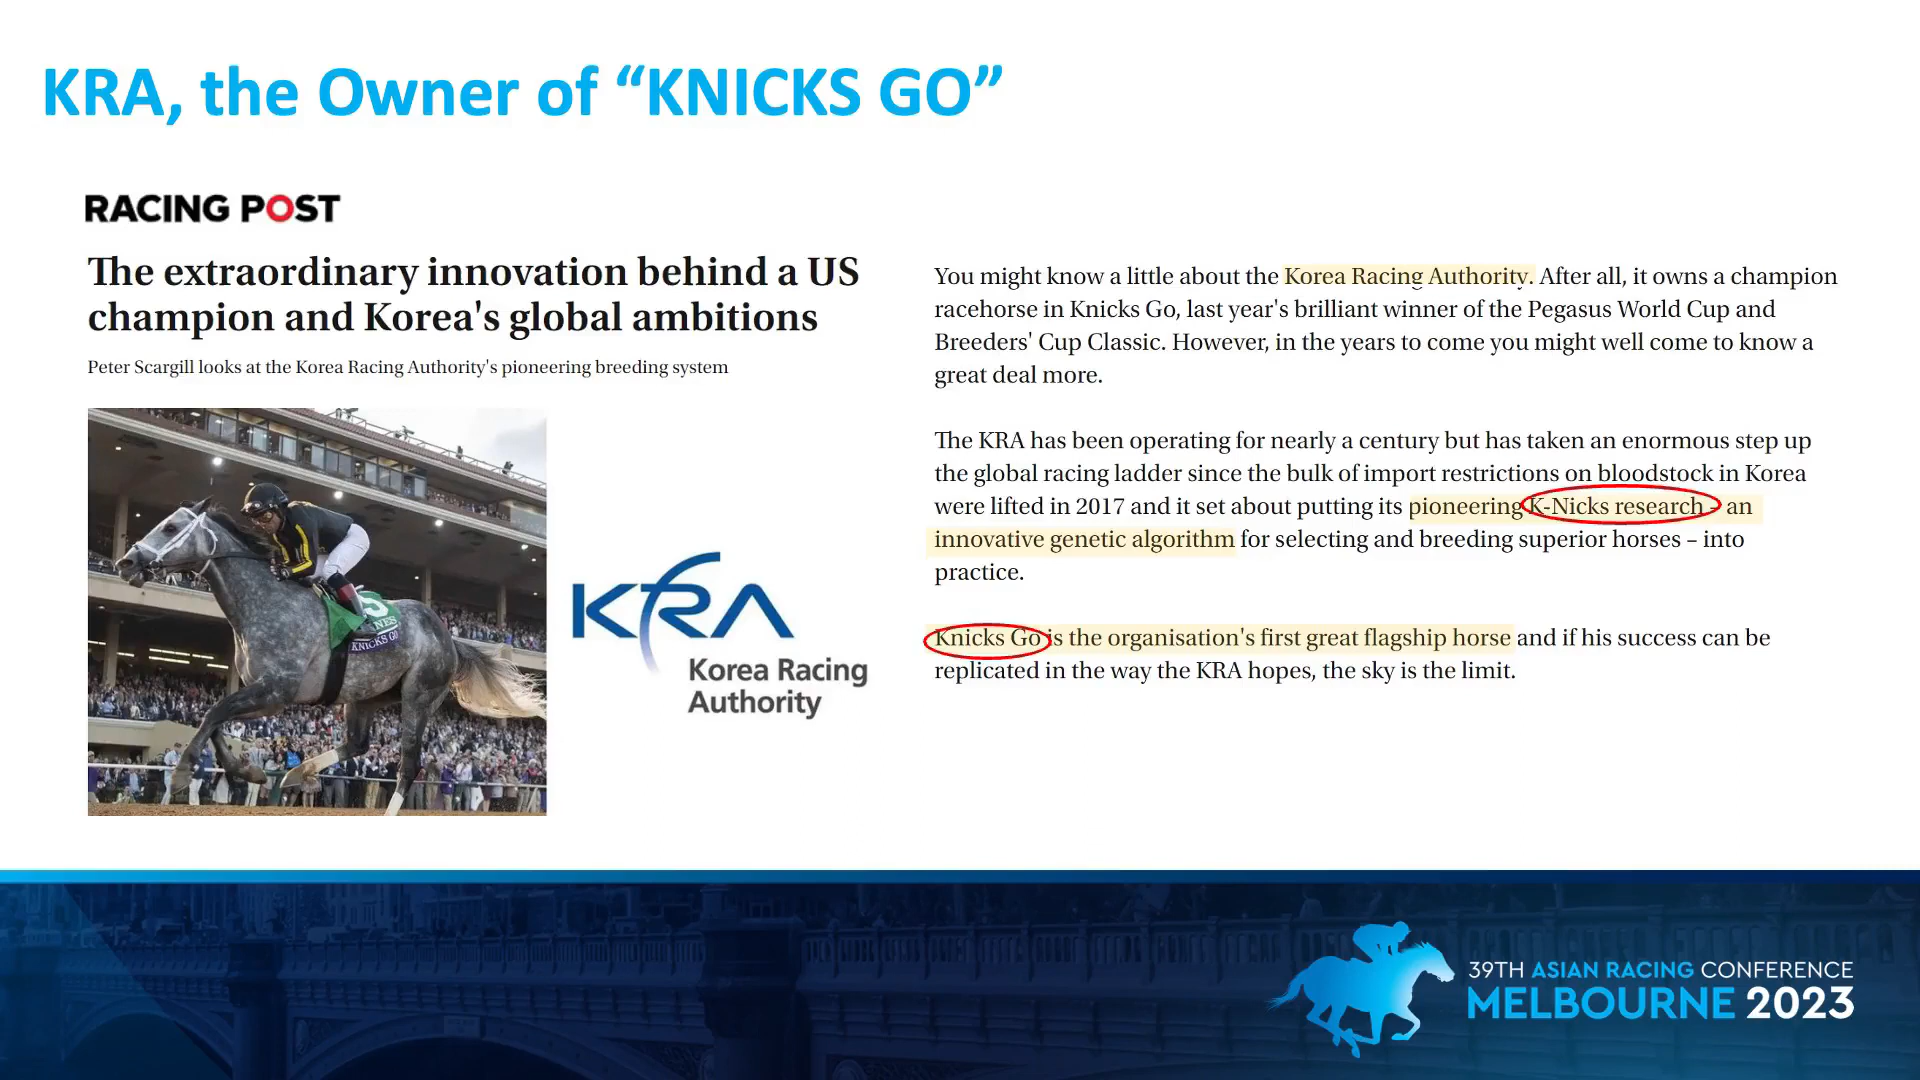 KRA, the Owner of “KNICKS GO”
RACING POST
The extraordinary innovation behind a US
champion and Korea's global ambitions
Peter Scargill looks at the Korea Racing Authority's pioneering breeding system
5
KNICKS GO
KRA
Korea Racing
Authority
You might know a little about the Korea Racing Authority. After all, it owns a champion
racehorse in Knicks Go, last year's brilliant winner of the Pegasus World Cup and
Breeders' Cup Classic. However, in the years to come you might well come to know a
great deal more.
The KRA has been operating for nearly a century but has taken an enormous step up
the global racing ladder since the bulk of import restrictions on bloodstock in Korea
were lifted in 2017 and it set about putting its pioneering K-Nicks research – an
innovative genetic algorithm for selecting and breeding superior horses – into
practice.
Knicks Go is the organisation's first great flagship horse and if his success can be
replicated in the way the KRA hopes, the sky is the limit.
39TH ASIAN RACING CONFERENCE
MELBOURNE 2023